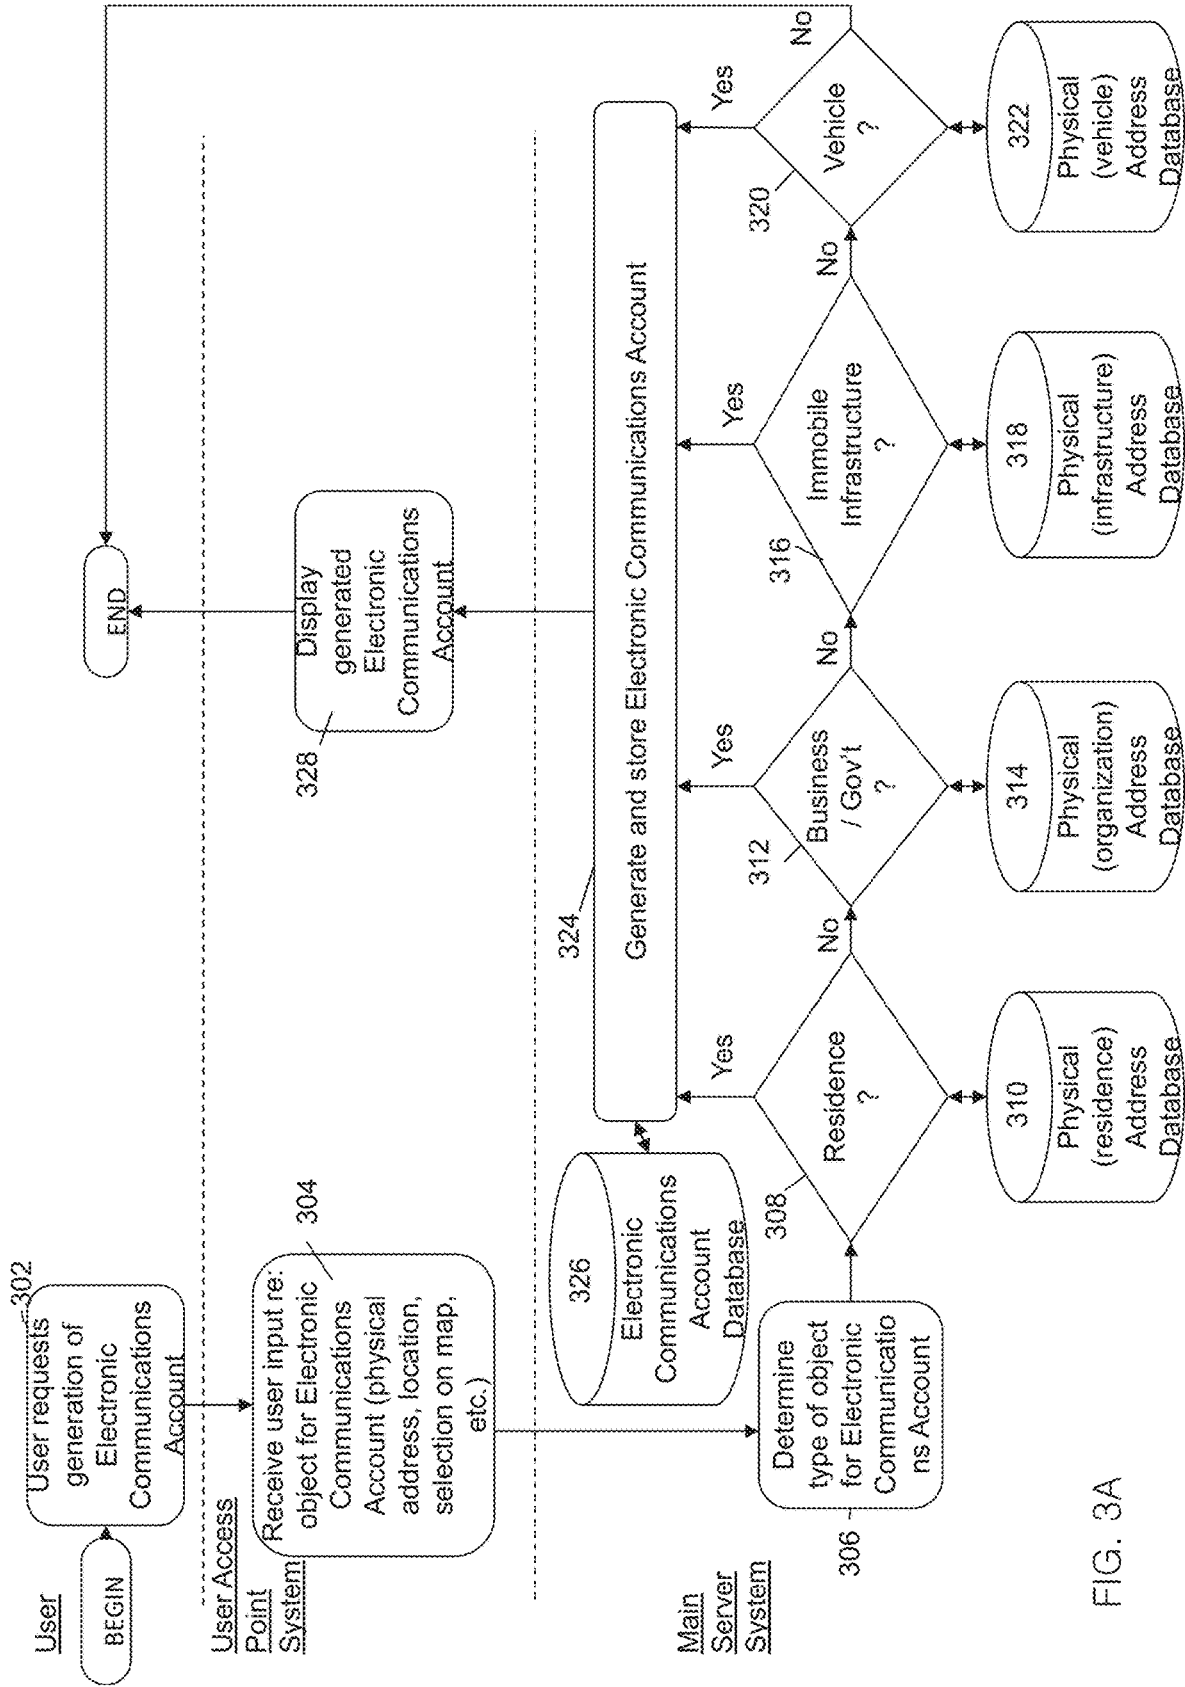 User
BEGIN
302
User requests
generation of
Electronic
Communications
Account
User Access
Point
System
Receive user input re:
object for Electronic
Communications
Account (physical
address, location,
selection on map,
etc.)
304
328
Display
generated
Electronic
Communications
Account
END
Main
Server
System
306
Determine
type of object
for Electronic
Communicatio
ns Account
326
Electronic
Communications
Account
Database
324
Generate and store Electronic Communications Account
308
Residence
?
Yes
No
312
Business
/ Gov't
?
Yes
No
316
Immobile
Infrastructure
?
Yes
No
320
Vehicle
?
Yes
No
310
Physical
(residence)
Address
Database
314
Physical
(organization)
Address
Database
318
Physical
(infrastructure)
Address
Database
322
Physical
(vehicle)
Address
Database
FIG. 3A